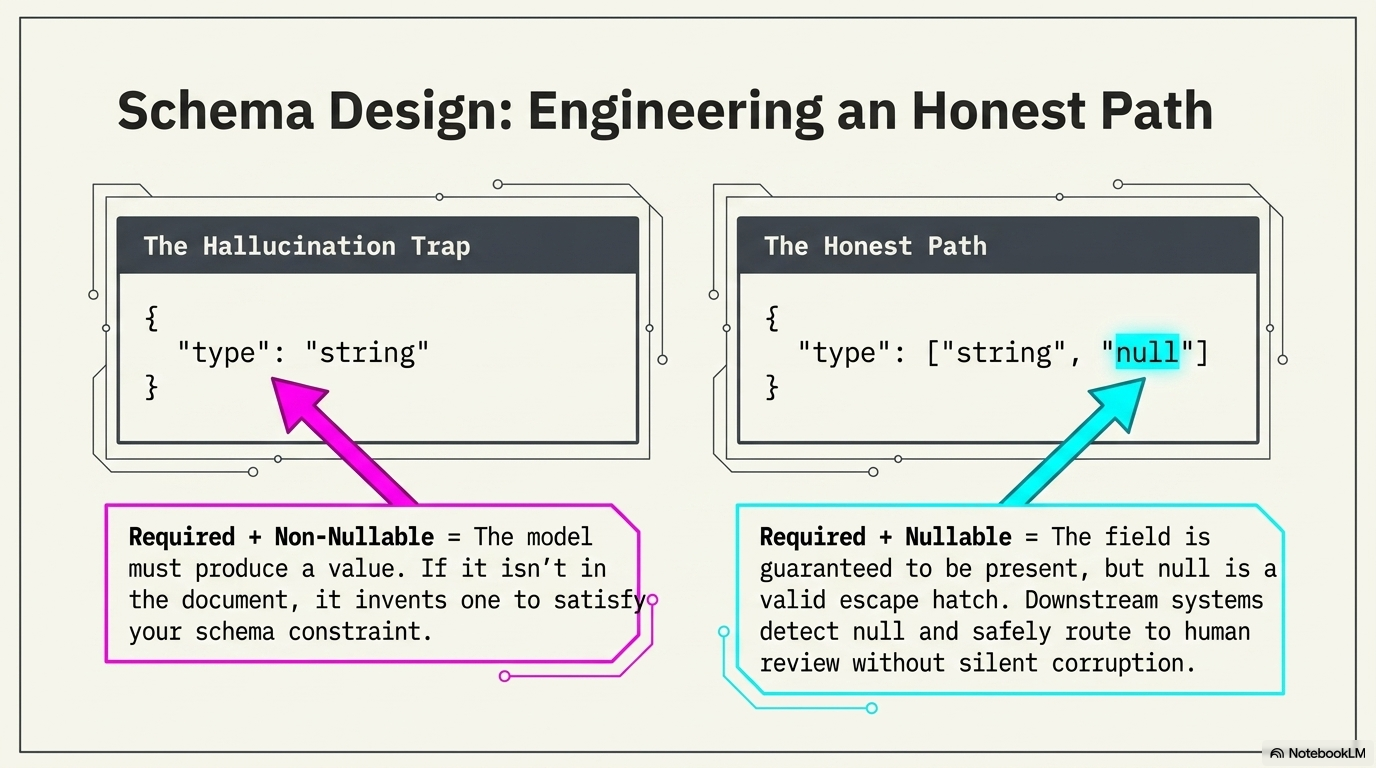 Schema Design: Engineering an Honest Path
The Hallucination Trap
{
"type": "string"
}
Required + Non-Nullable = The model
must produce a value. If it isn’t in
the document, it invents one to satisfy
your schema constraint.
The Honest Path
{
"type": ["string", "null"]
}
Required + Nullable = The field is
guaranteed to be present, but null is a
valid escape hatch. Downstream systems
detect null and safely route to human
review without silent corruption.
NotebookLM